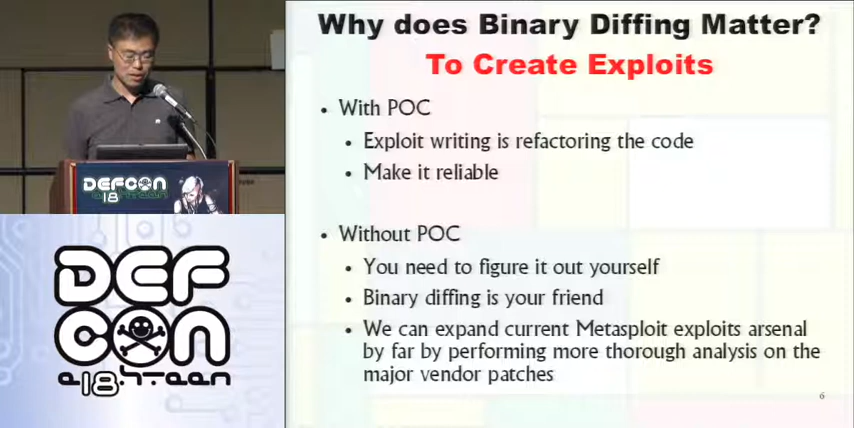 Why does Binary Diffing Matter?
To Create Exploits
• With POC
• Exploit writing is refactoring the code
• Make it reliable
• Without POC
• You need to figure it out yourself
• Binary diffing is your friend
• We can expand current Metasploit exploits arsenal
by far by performing more thorough analysis on the
major vendor patches
6
DEFCON
18
DEF
CON
e18hteen